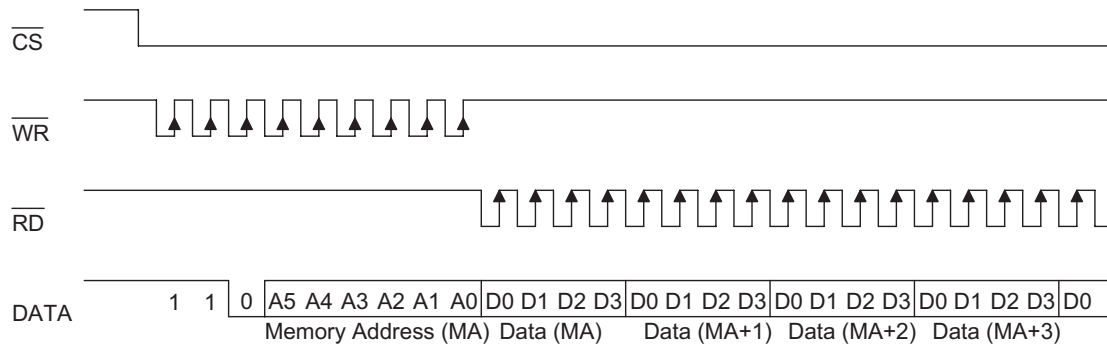 CS
WR
RD
DATA 1 1 0 A5 A4 A3 A2 A1 A0 D0 D1 D2 D3 D0 D1 D2 D3 D0 D1 D2 D3 D0 D1 D2 D3 D0
Memory Address (MA) Data (MA) Data (MA+1) Data (MA+2) Data (MA+3)